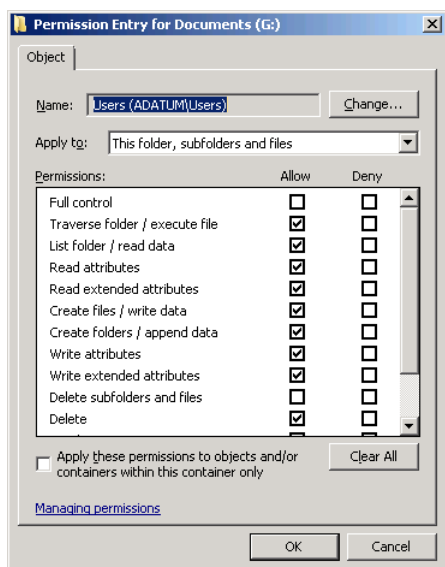 Permission Entry for Documents (G:)
Object
Name: Users (ADATUM\Users) Change...
Apply to: This folder, subfolders and files
Permissions: Allow Deny
Full control
Traverse folder / execute file
List folder / read data
Read attributes
Read extended attributes
Create files / write data
Create folders / append data
Write attributes
Write extended attributes
Delete subfolders and files
Delete
Apply these permissions to objects and/or
containers within this container only
Clear All
Managing permissions
OK Cancel